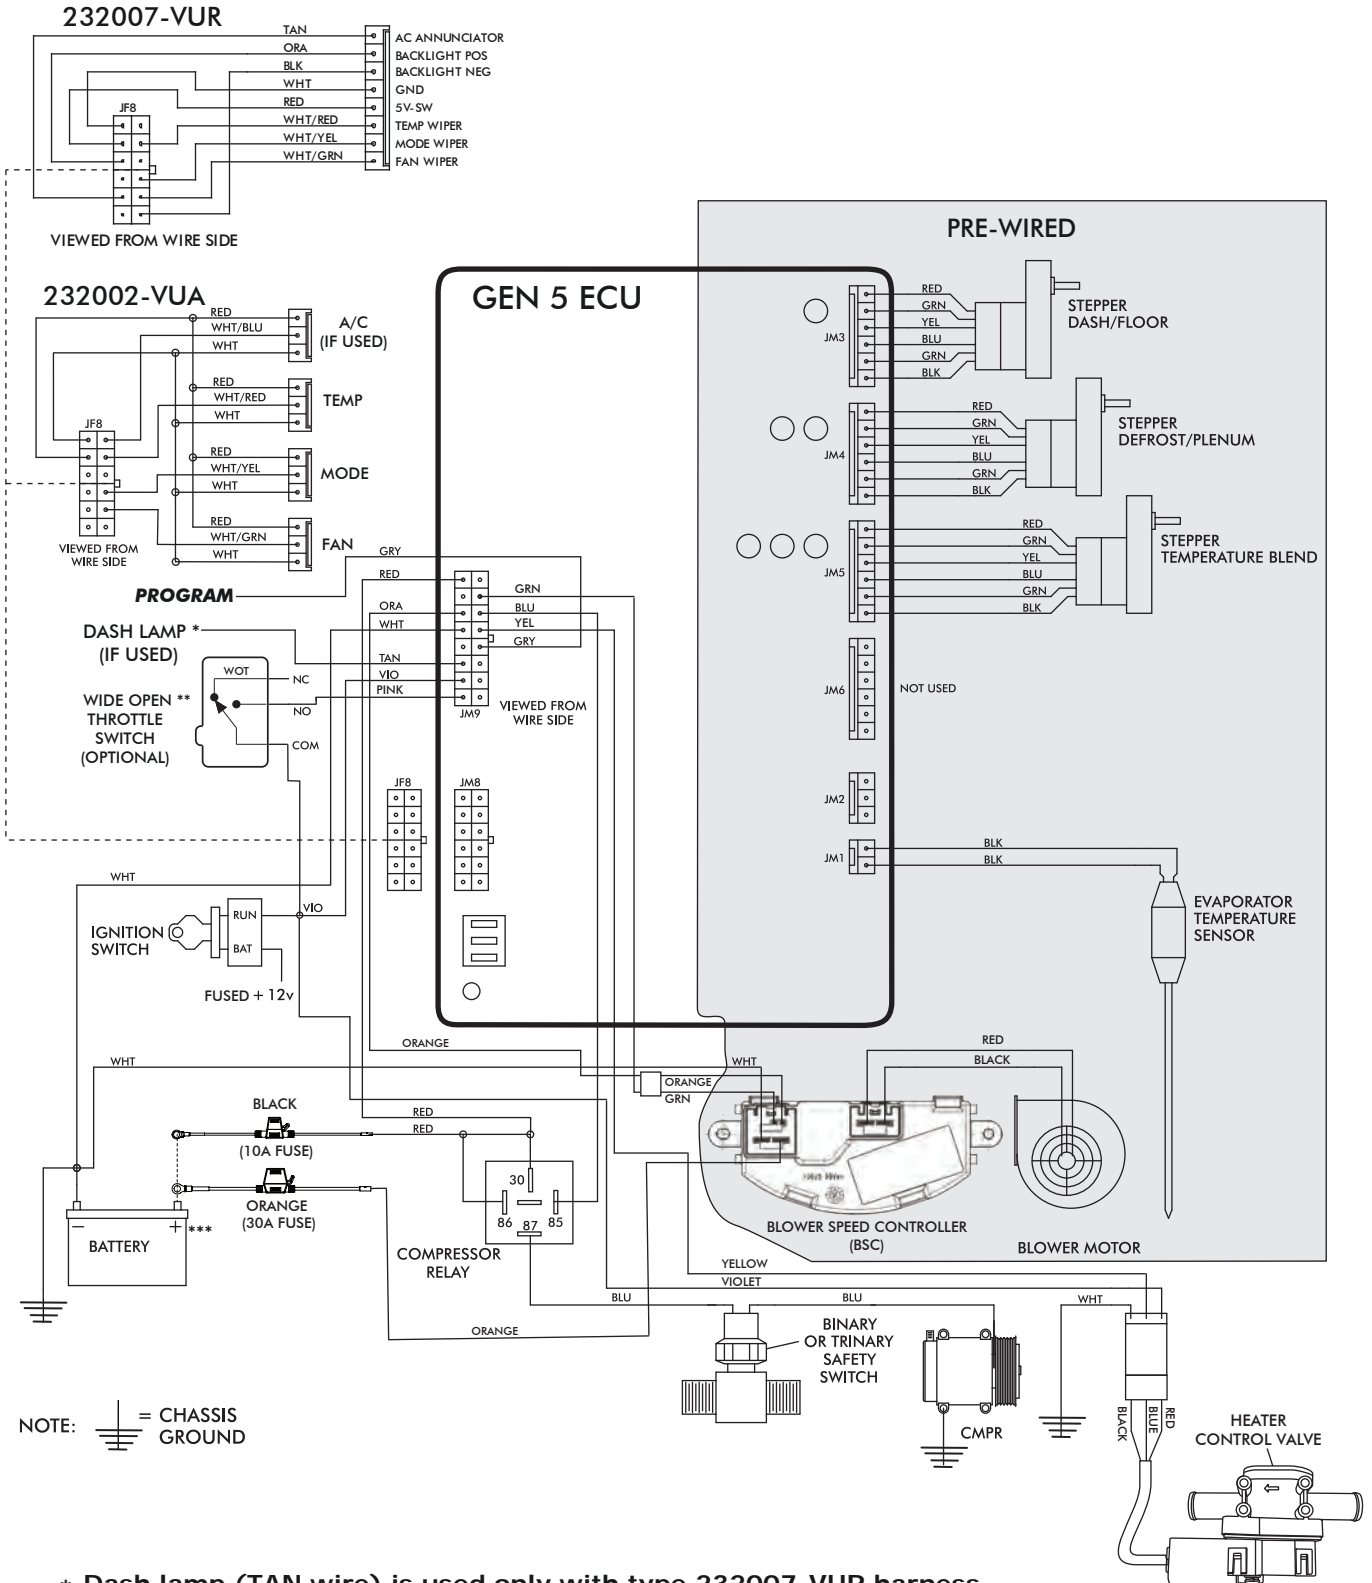 232007-VUR
TAN
ORA
BLK
WHT
RED
WHT/RED
WHT/YEL
WHT/GRN
AC ANNUNCIATOR
BACKLIGHT POS
BACKLIGHT NEG
GND
5V-SW
TEMP WIPER
MODE WIPER
FAN WIPER
JF8
VIEWED FROM WIRE SIDE
232002-VUA
RED
WHT/BLU
WHT
A/C
(IF USED)
RED
WHT/RED
WHT
TEMP
JF8
RED
WHT/YEL
WHT
MODE
RED
WHT/GRN
WHT
FAN
VIEWED FROM
WIRE SIDE
PROGRAM
GRY
RED
ORA
WHT
DASH LAMP *
(IF USED)
TAN
VIO
PINK
WOT
NC
NO
COM
WIDE OPEN **
THROTTLE
SWITCH
(OPTIONAL)
GEN 5 ECU
GRN
BLU
YEL
GRY
JM9
VIEWED FROM
WIRE SIDE
JF8
JM8
PRE-WIRED
JM3
RED
GRN
YEL
BLU
GRN
BLK
STEPPER
DASH/FLOOR
JM4
RED
GRN
YEL
BLU
GRN
BLK
STEPPER
DEFROST/PLENUM
JM5
RED
GRN
YEL
BLU
GRN
BLK
STEPPER
TEMPERATURE BLEND
JM6
NOT USED
JM2
JM1
BLK
BLK
EVAPORATOR
TEMPERATURE
SENSOR
WHT
IGNITION
SWITCH
RUN
BAT
VIO
FUSED + 12v
WHT
ORANGE
WHT
ORANGE
GRN
RED
BLACK
BLACK
(10A FUSE)
RED
RED
ORANGE
(30A FUSE)
BATTERY
- + ***
30
86
87
85
COMPRESSOR
RELAY
BLOWER SPEED CONTROLLER
(BSC)
BLOWER MOTOR
YELLOW
VIOLET
BLU
BLU
WHT
ORANGE
BINARY
OR TRINARY
SAFETY
SWITCH
CMPR
BLACK
BLUE
RED
HEATER
CONTROL VALVE
NOTE:
= CHASSIS
GROUND
* Dash lamp (TAN wire) is used only with type 232007-VUR harness